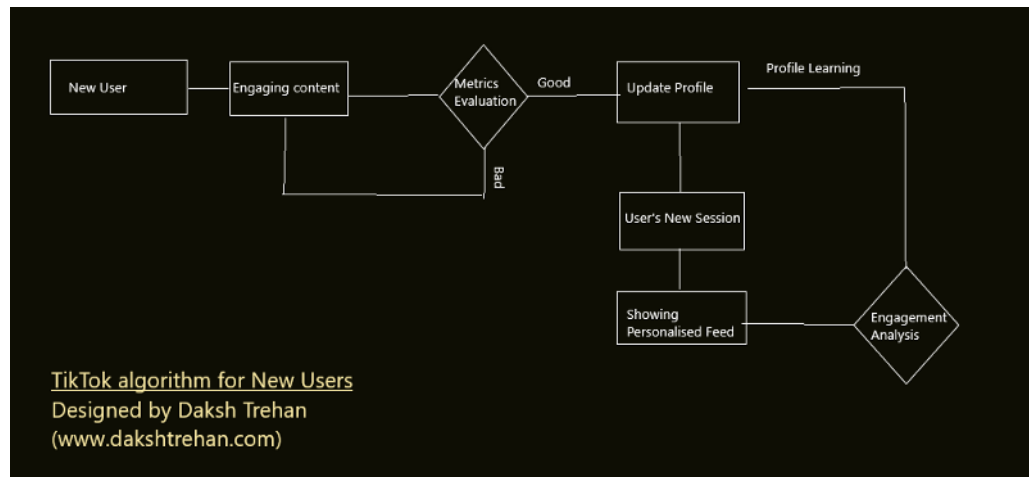 New User
Engaging content
Metrics
Evaluation
Good
Bad
Update Profile
Profile Learning
User's New Session
Showing
Personalised Feed
Engagement
Analysis
TikTok algorithm for New Users
Designed by Daksh Trehan
(www.dakshtrehan.com)